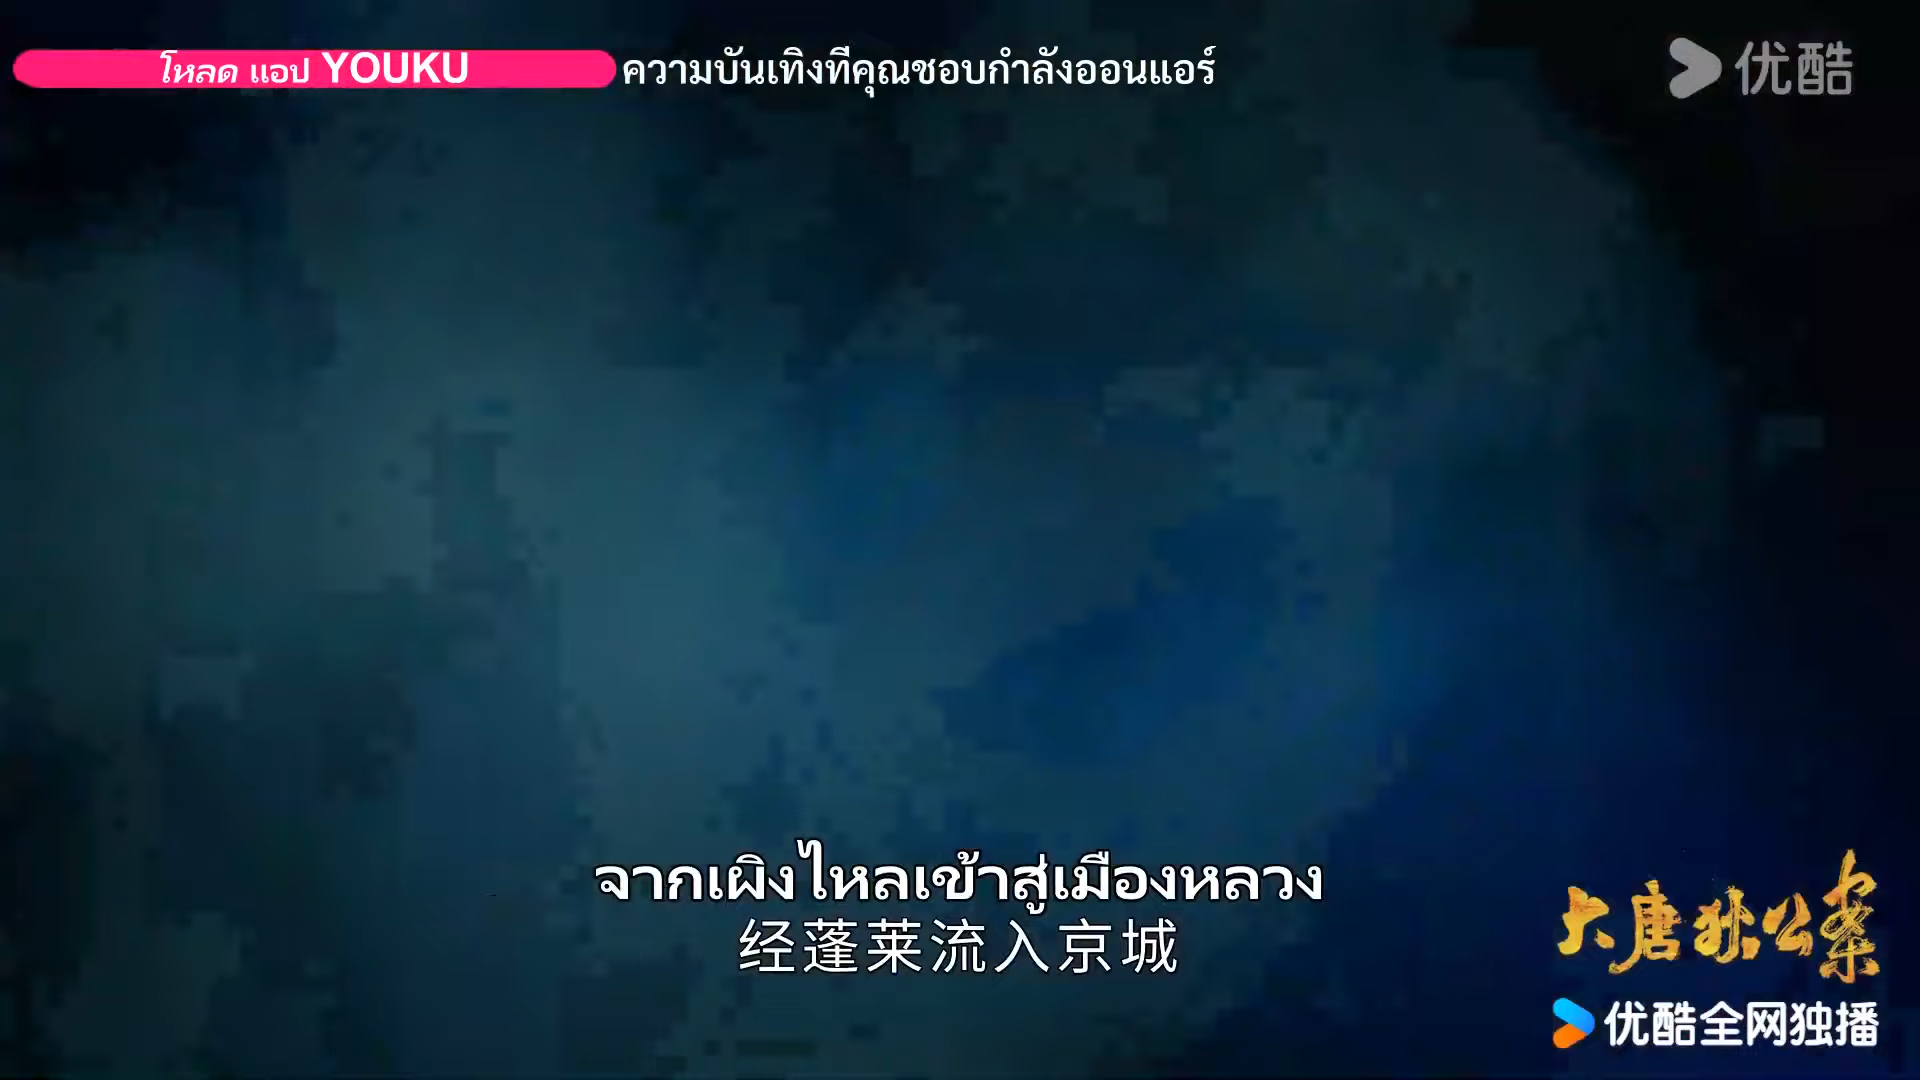 โหลด แอป YOUKU ความบันเทิงที่คุณชอบกำลังออนแอร์
优酷
จากเผิงไหลเข้าสู่เมืองหลวง
经蓬莱流入京城
大唐狄公案
优酷全网独播